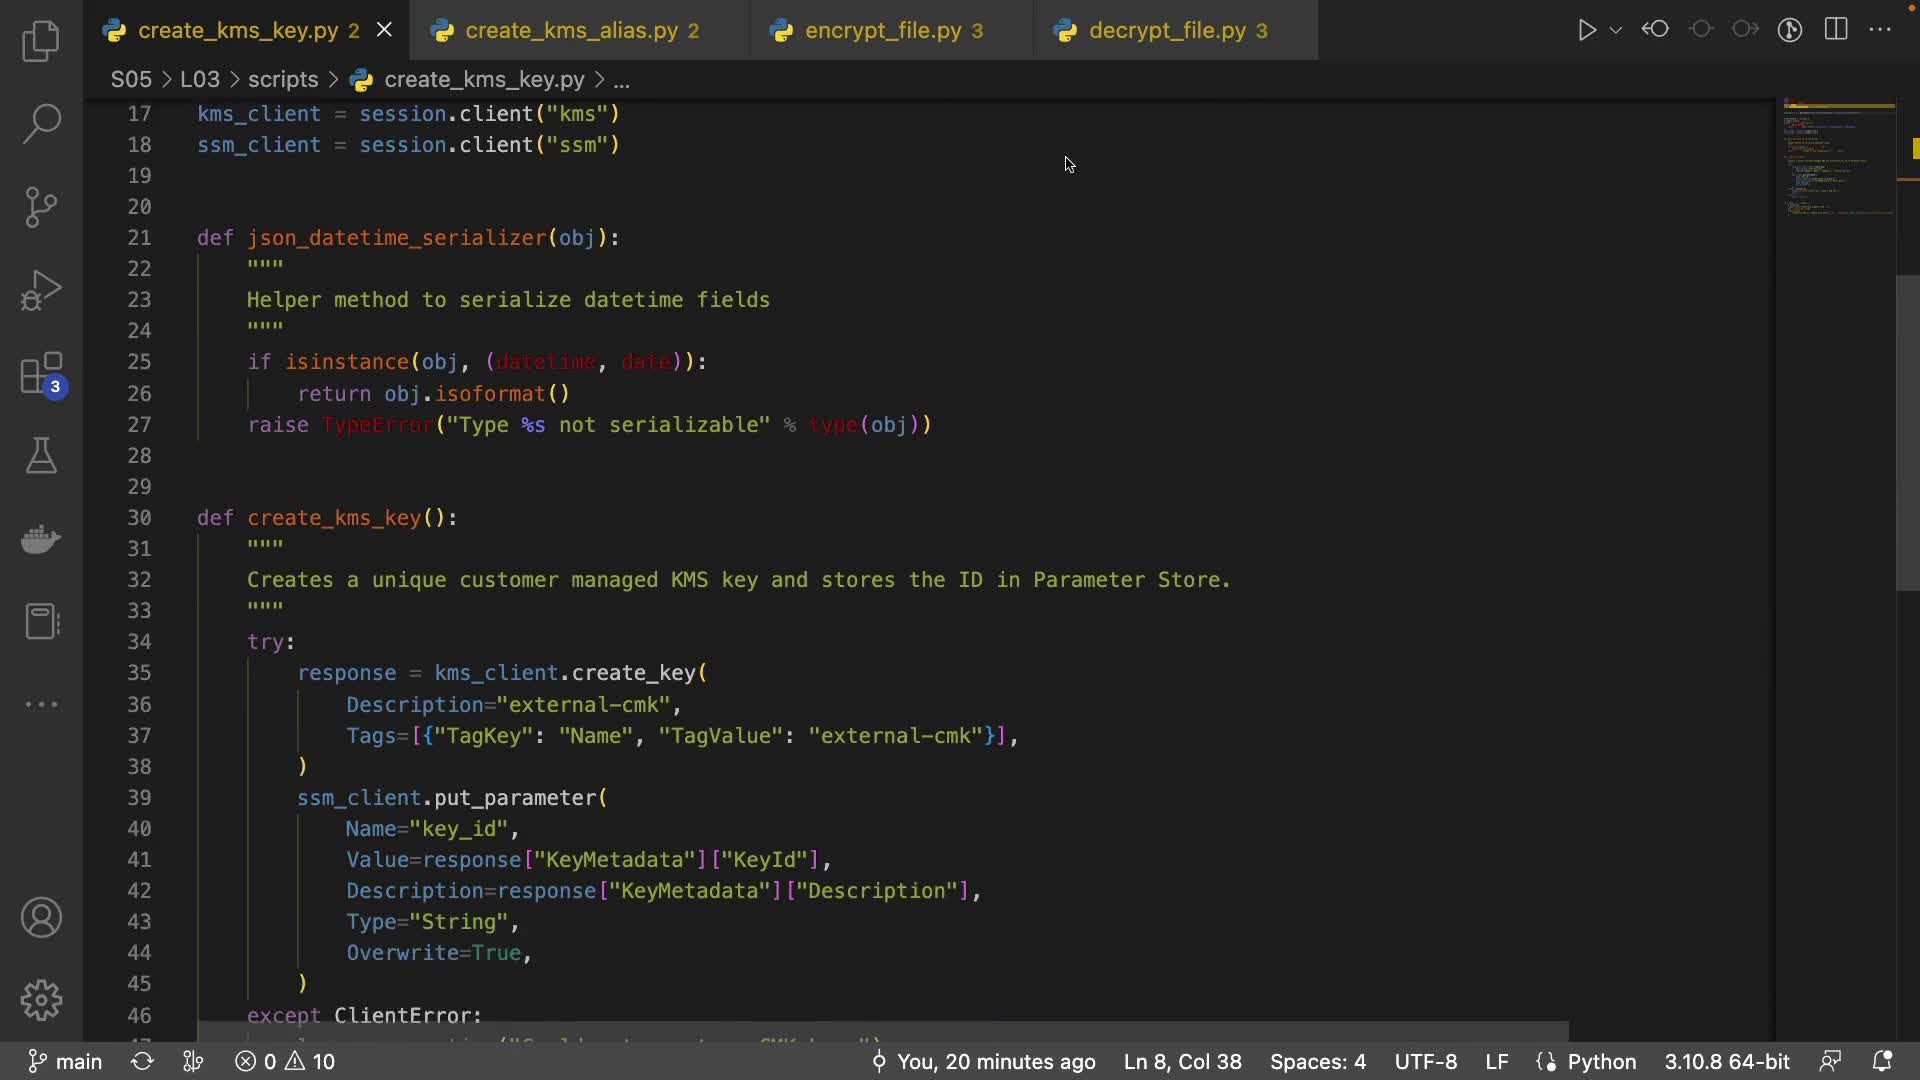 create_kms_key.py 2
create_kms_alias.py 2
encrypt_file.py 3
decrypt_file.py 3
S05 > L03 > scripts > create_kms_key.py > ...
17 kms_client = session.client("kms")
18 ssm_client = session.client("ssm")
19
20
21 def json_datetime_serializer(obj):
22 """
23 Helper method to serialize datetime fields
24 """
25 if isinstance(obj, (datetime, date)):
26 return obj.isoformat()
27 raise TypeError("Type %s not serializable" % type(obj))
28
29
30 def create_kms_key():
31 """
32 Creates a unique customer managed KMS key and stores the ID in Parameter Store.
33 """
34 try:
35 response = kms_client.create_key(
36 Description="external-cmk",
37 Tags=[{"TagKey": "Name", "TagValue": "external-cmk"}],
38 )
39 ssm_client.put_parameter(
40 Name="key_id",
41 Value=response["KeyMetadata"]["KeyId"],
42 Description=response["KeyMetadata"]["Description"],
43 Type="String",
44 Overwrite=True,
45 )
46 except ClientError:
3
main
0 10
You, 20 minutes ago
Ln 8, Col 38
Spaces: 4
UTF-8
LF
Python
3.10.8 64-bit